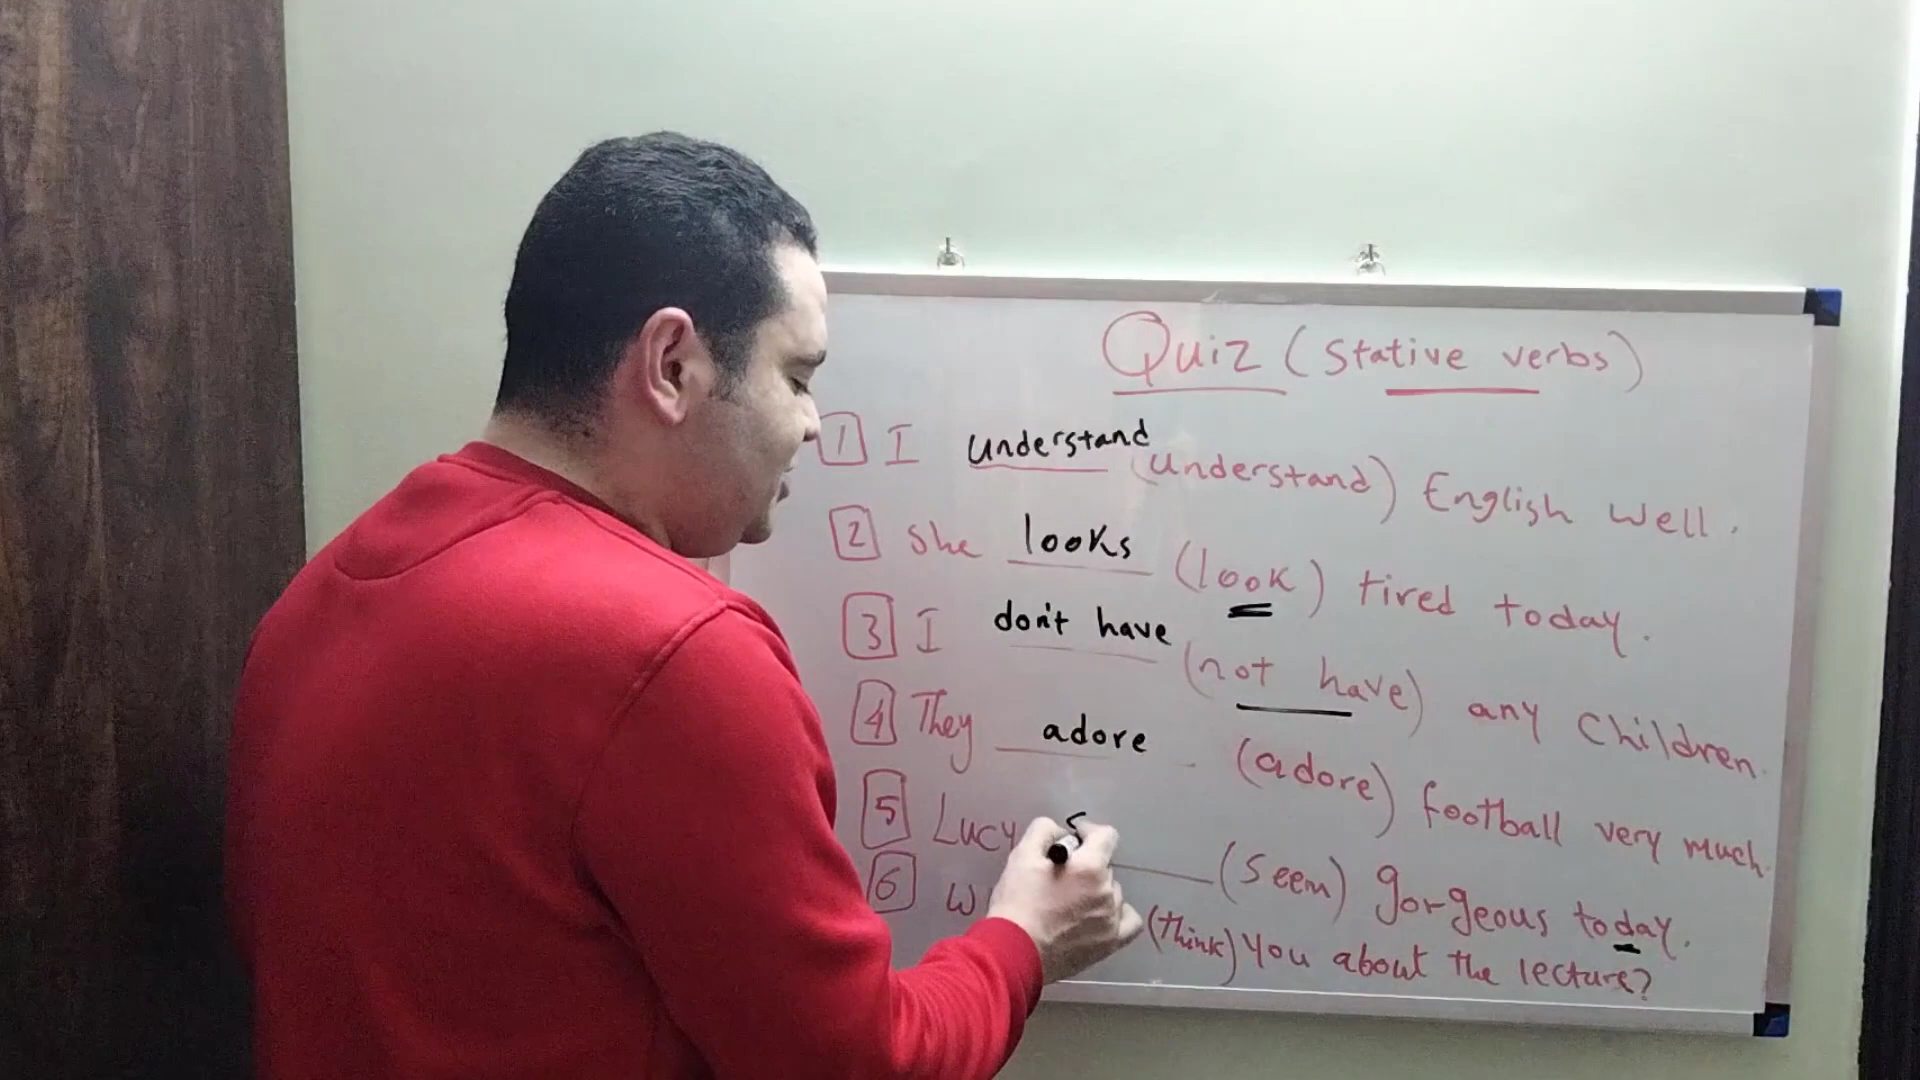 Quiz (Stative verbs)
1 I understand (understand) English well.
2 She looks (look) tired today.
3 I don't have (not have) any children.
4 They adore (adore) football very much.
5 Lucy s (seem) gorgeous today.
6 (think) you about the lecture?